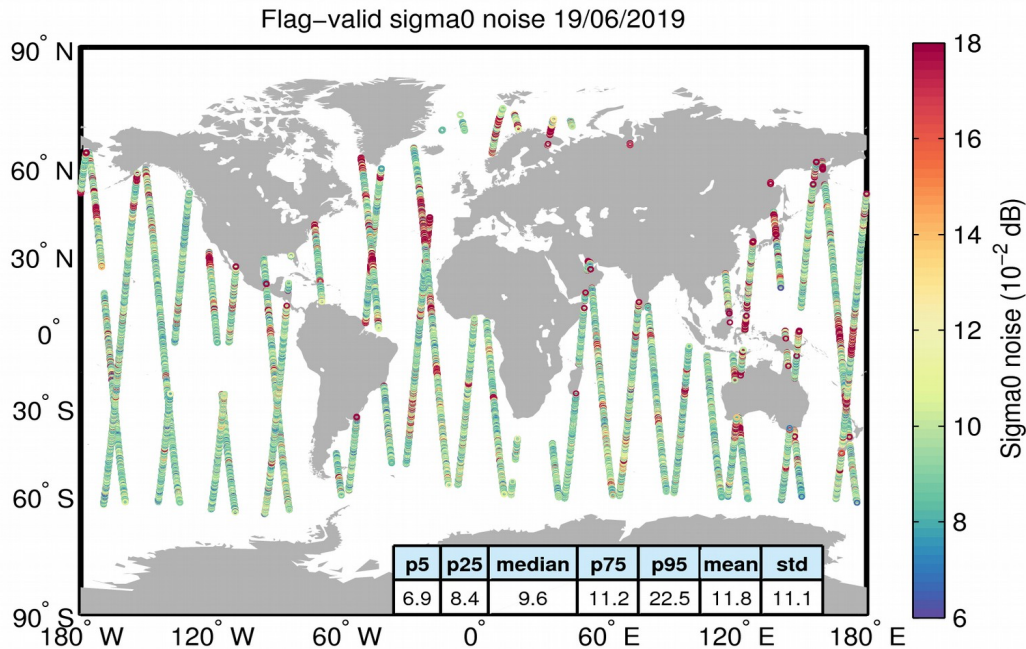 Flag-valid sigma0 noise 19/06/2019
90° N
60° N
30° N
0°
30° S
60° S
90° S
180° W
120° W
60° W
0°
60° E
120° E
180° E
p5 p25 median p75 p95 mean std
6.9 8.4 9.6 11.2 22.5 11.8 11.1
18
16
14
12
10
8
6
Sigma0 noise (10⁻² dB)